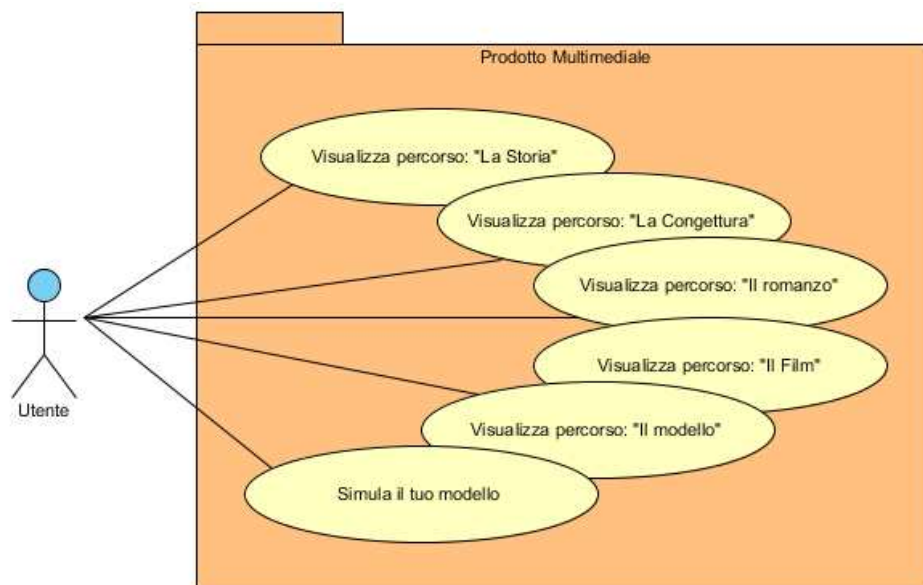 Prodotto Multimediale
Visualizza percorso: "La Storia"
Visualizza percorso: "La Congettura"
Visualizza percorso: "Il romanzo"
Visualizza percorso: "Il Film"
Utente
Visualizza percorso: "Il modello"
Simula il tuo modello